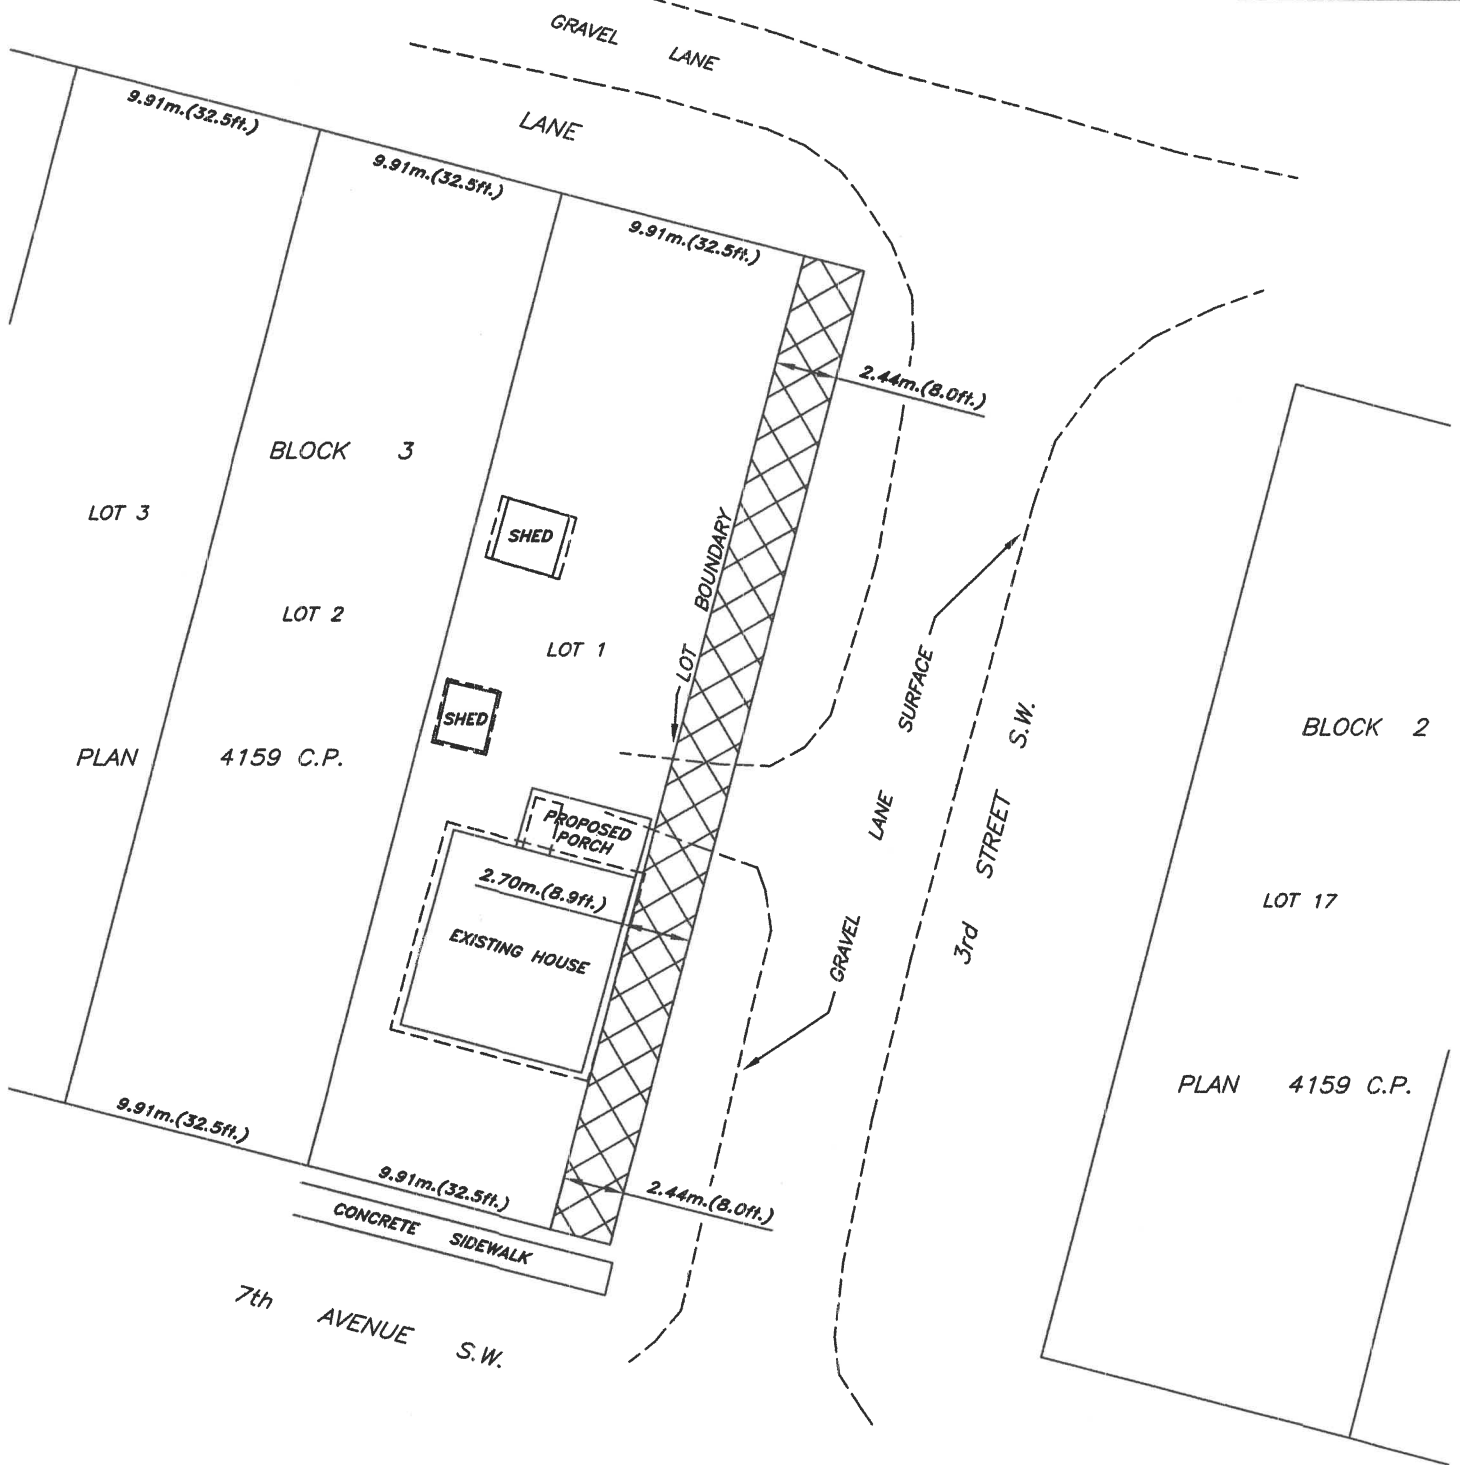 GRAVEL LANE
LANE
9.91m.(32.5ft.)
9.91m.(32.5ft.)
9.91m.(32.5ft.)
2.44m.(8.0ft.)
BLOCK 3
LOT 3
SHED
LOT BOUNDARY
LOT 2
LOT 1
SHED
PLAN 4159 C.P.
PROPOSED
PORCH
2.70m.(8.9ft.)
EXISTING HOUSE
GRAVEL LANE SURFACE
3rd STREET S.W.
BLOCK 2
LOT 17
PLAN 4159 C.P.
9.91m.(32.5ft.)
9.91m.(32.5ft.)
2.44m.(8.0ft.)
CONCRETE SIDEWALK
7th AVENUE S.W.